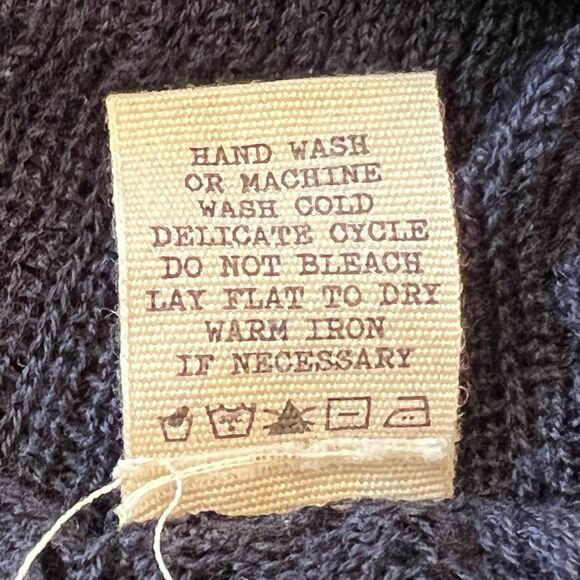 HAND WASH
OR MACHINE
WASH COLD
DELICATE CYCLE
DO NOT BLEACH
LAY FLAT TO DRY
WARM IRON
IF NECESSARY